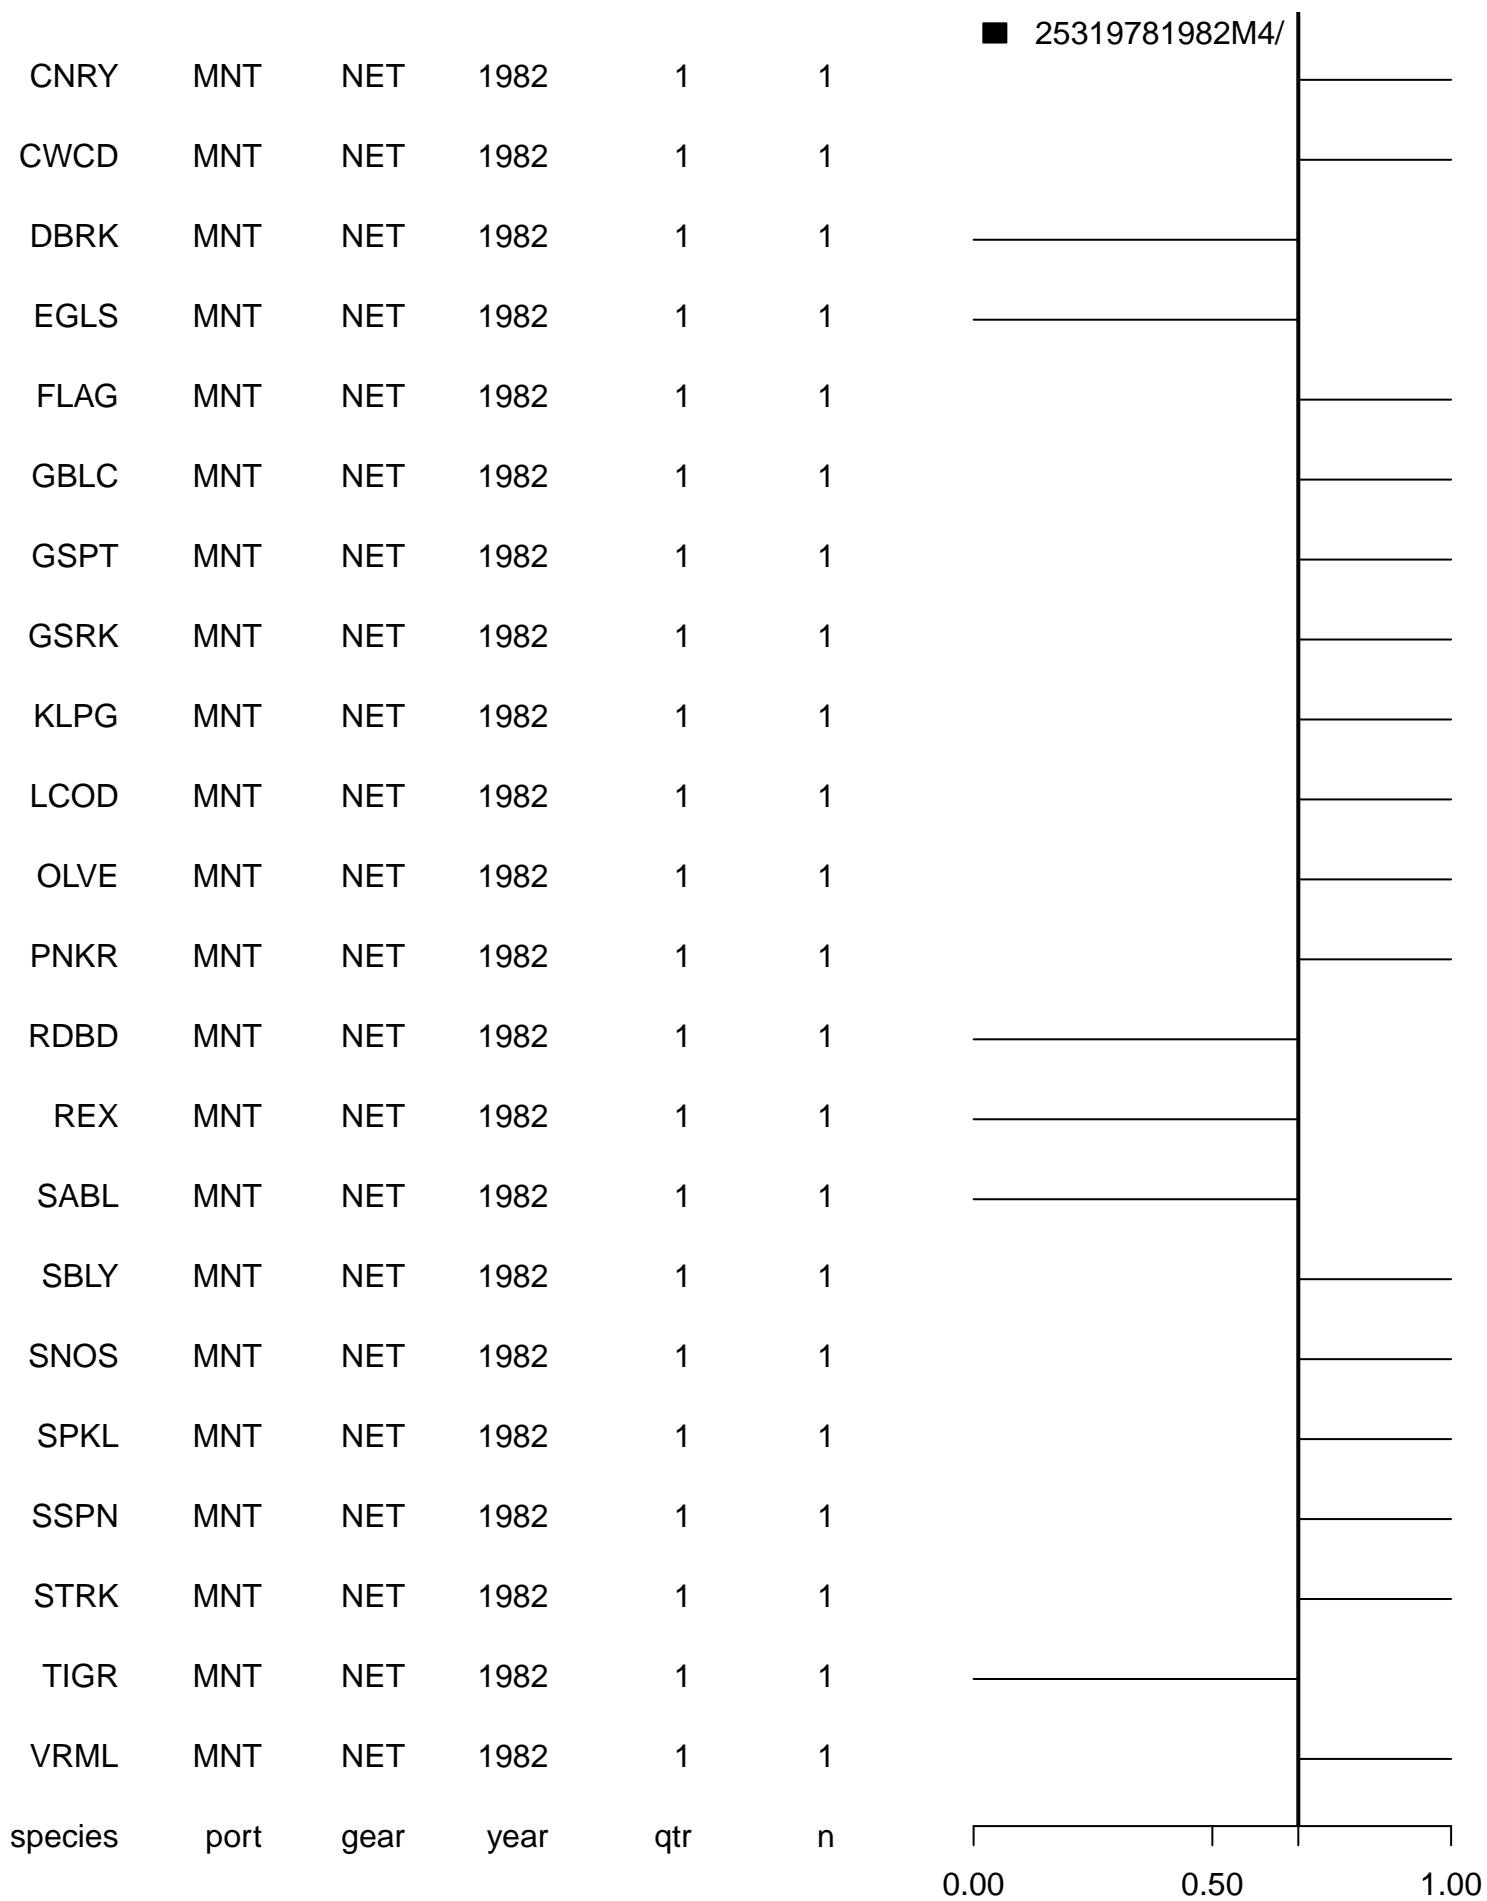 25319781982M4/
CNRY MNT NET 1982 1 1
CWCD MNT NET 1982 1 1
DBRK MNT NET 1982 1 1
EGLS MNT NET 1982 1 1
FLAG MNT NET 1982 1 1
GBLC MNT NET 1982 1 1
GSPT MNT NET 1982 1 1
GSRK MNT NET 1982 1 1
KLPG MNT NET 1982 1 1
LCOD MNT NET 1982 1 1
OLVE MNT NET 1982 1 1
PNKR MNT NET 1982 1 1
RDBD MNT NET 1982 1 1
REX MNT NET 1982 1 1
SABL MNT NET 1982 1 1
SBLY MNT NET 1982 1 1
SNOS MNT NET 1982 1 1
SPKL MNT NET 1982 1 1
SSPN MNT NET 1982 1 1
STRK MNT NET 1982 1 1
TIGR MNT NET 1982 1 1
VRML MNT NET 1982 1 1
species port gear year qtr n
0.00 0.50 1.00